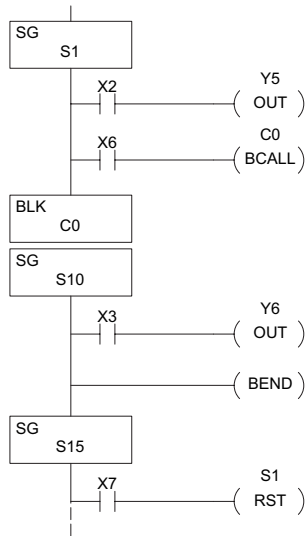 SG
S1
X2
Y5
OUT
X6
C0
BCALL
BLK
C0
SG
S10
X3
Y6
OUT
BEND
SG
S15
X7
S1
RST